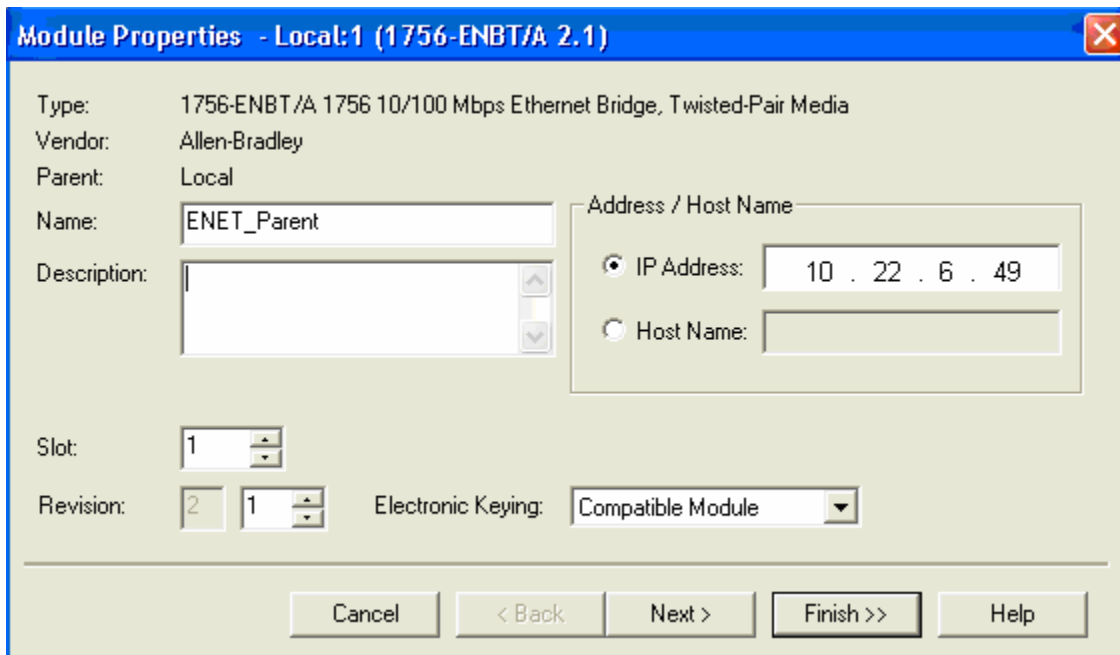 Module Properties - Local:1 (1756-ENBT/A 2.1)
Type: 1756-ENBT/A 1756 10/100 Mbps Ethernet Bridge, Twisted-Pair Media
Vendor: Allen-Bradley
Parent: Local
Name: ENET_Parent
Address / Host Name
Description:
IP Address: 10 . 22 . 6 . 49
Host Name:
Slot: 1
Revision: 2 1 Electronic Keying: Compatible Module
Cancel < Back Next > Finish >> Help